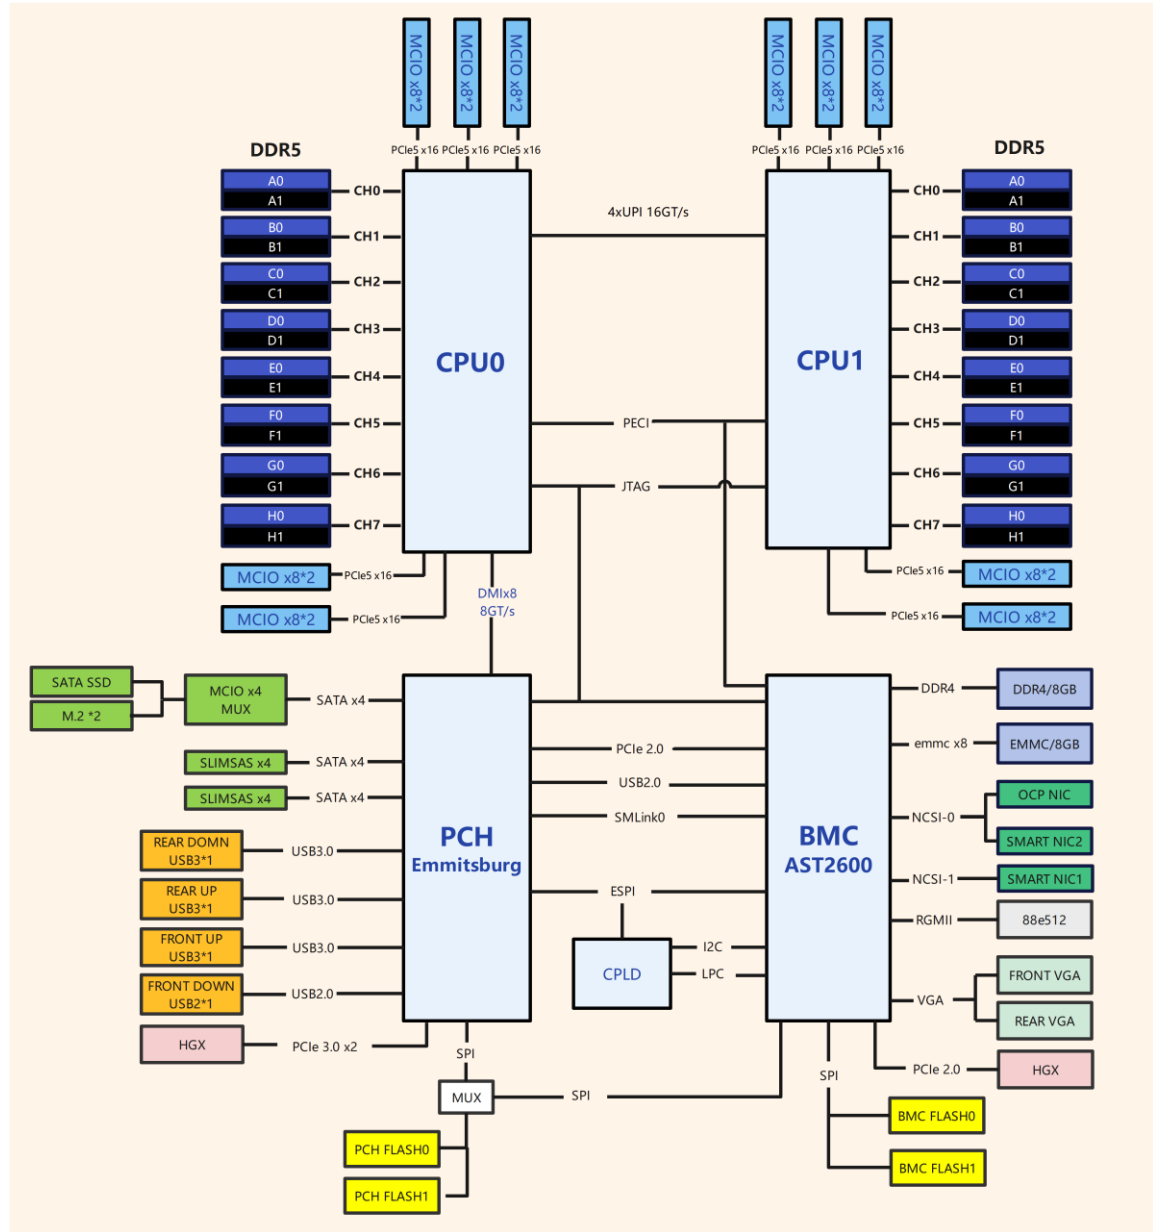 MCIO x8*2
MCIO x8*2
MCIO x8*2
MCIO x8*2
MCIO x8*2
MCIO x8*2
PCIe5 x16
PCIe5 x16
PCIe5 x16
PCIe5 x16
PCIe5 x16
PCIe5 x16
DDR5
DDR5
A0
A1
CH0
B0
B1
CH1
C0
C1
CH2
D0
D1
CH3
E0
E1
CH4
F0
F1
CH5
G0
G1
CH6
H0
H1
CH7
MCIO x8*2
PCIe5 x16
MCIO x8*2
PCIe5 x16
CPU0
4xUPI 16GT/s
PECI
JTAG
CPU1
CH0
A0
A1
CH1
B0
B1
CH2
C0
C1
CH3
D0
D1
CH4
E0
E1
CH5
F0
F1
CH6
G0
G1
CH7
H0
H1
PCIe5 x16
MCIO x8*2
PCIe5 x16
MCIO x8*2
DMIx8
8GT/s
SATA SSD
M.2 *2
MCIO x4
MUX
SATA x4
SLIMSAS x4
SATA x4
SLIMSAS x4
SATA x4
REAR DOMN
USB3*1
USB3.0
REAR UP
USB3*1
USB3.0
FRONT UP
USB3*1
USB3.0
FRONT DOWN
USB2*1
USB2.0
HGX
PCIe 3.0 x2
PCH
Emmitsburg
PCIe 2.0
USB2.0
SMLink0
ESPI
CPLD
I2C
LPC
BMC
AST2600
DDR4
DDR4/8GB
emmc x8
EMMC/8GB
NCSI-0
OCP NIC
SMART NIC2
NCSI-1
SMART NIC1
RGMII
88e512
VGA
FRONT VGA
REAR VGA
PCIe 2.0
HGX
SPI
MUX
SPI
SPI
PCH FLASH0
PCH FLASH1
BMC FLASH0
BMC FLASH1